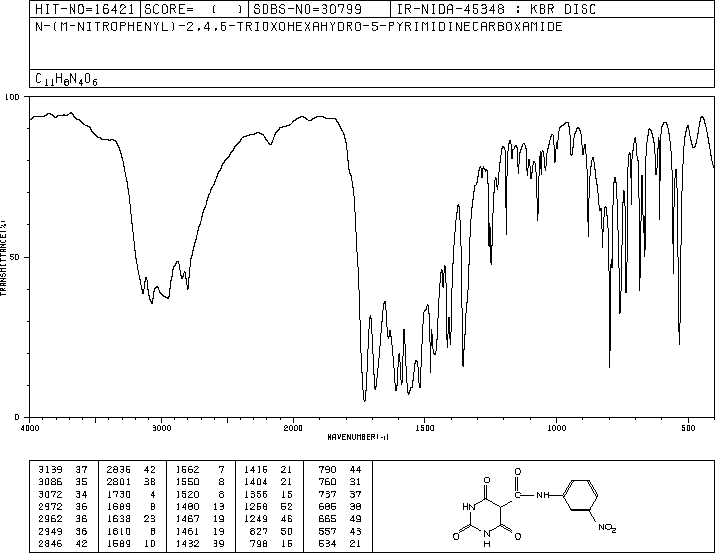 HIT-NO=16421 SCORE= ( ) SDBS-NO=30799 IR-NIDA-45348 : KBR DISC
N-(M-NITROPHENYL)-2,4,6-TRIOXOHEXAHYDRO-5-PYRIMIDINECARBOXAMIDE
C11H8N4O6
100
50
0
TRANSMITTANCE(%)
4000 3000 2000 1500 1000 500
WAVENUMBER(-1)
3139 37 2836 42 1562 7 1416 21 790 44
3086 35 2801 38 1550 8 1404 21 760 31
3072 34 1730 4 1520 8 1355 15 737 37
2972 36 1689 8 1480 13 1258 52 685 38
2962 36 1638 23 1467 19 1249 46 665 49
2949 36 1610 8 1461 19 827 50 557 43
2846 42 1589 10 1432 39 798 15 534 21
O
O
C
NH
HN
O
NH
O
NO2